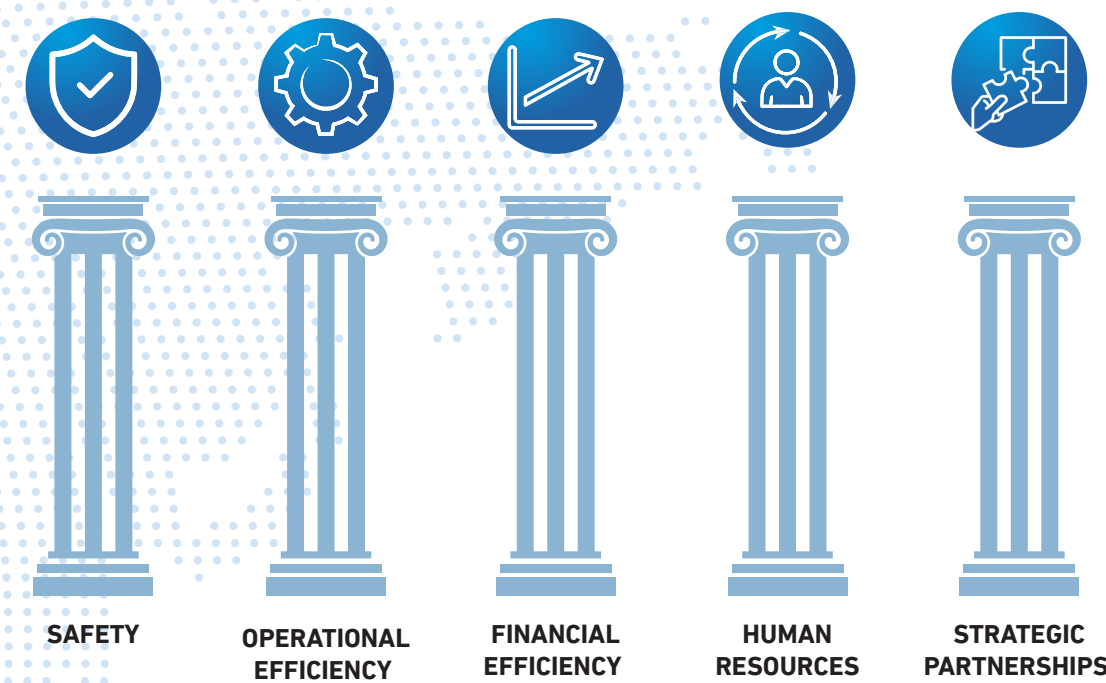 SAFETY
OPERATIONAL
EFFICIENCY
FINANCIAL
EFFICIENCY
HUMAN
RESOURCES
STRATEGIC
PARTNERSHIPS